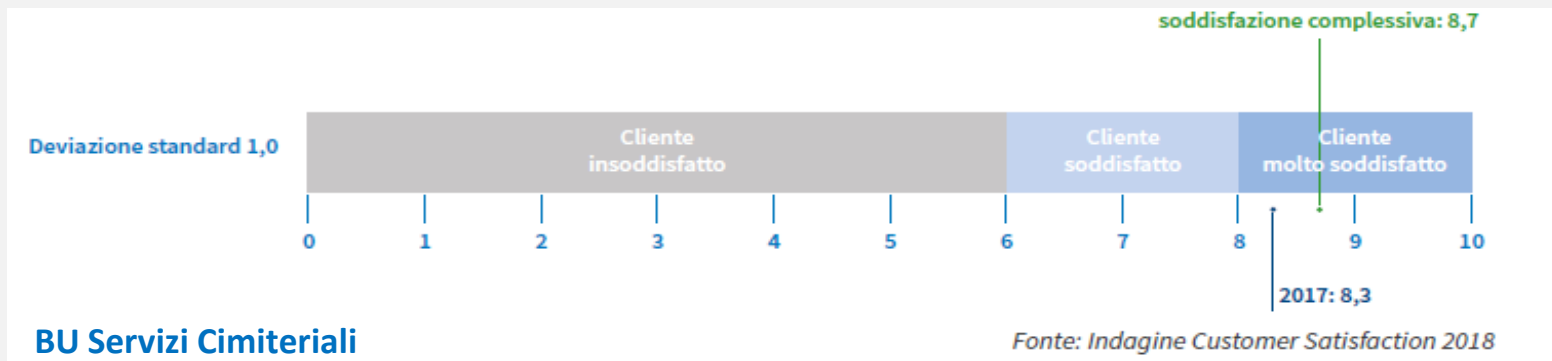 soddisfazione complessiva: 8,7
Deviazione standard 1,0
Cliente
insoddisfatto
Cliente
soddisfatto
Cliente
molto soddisfatto
0 1 2 3 4 5 6 7 8 9 10
2017: 8,3
BU Servizi Cimiteriali
Fonte: Indagine Customer Satisfaction 2018